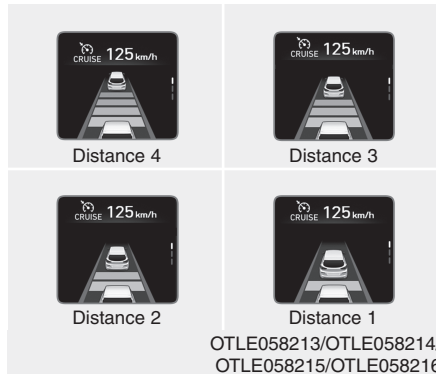 CRUISE 125 km/h
CRUISE 125 km/h
Distance 4
Distance 3
CRUISE 125 km/h
CRUISE 125 km/h
Distance 2
Distance 1
OTLE058213/OTLE058214/
OTLE058215/OTLE058216